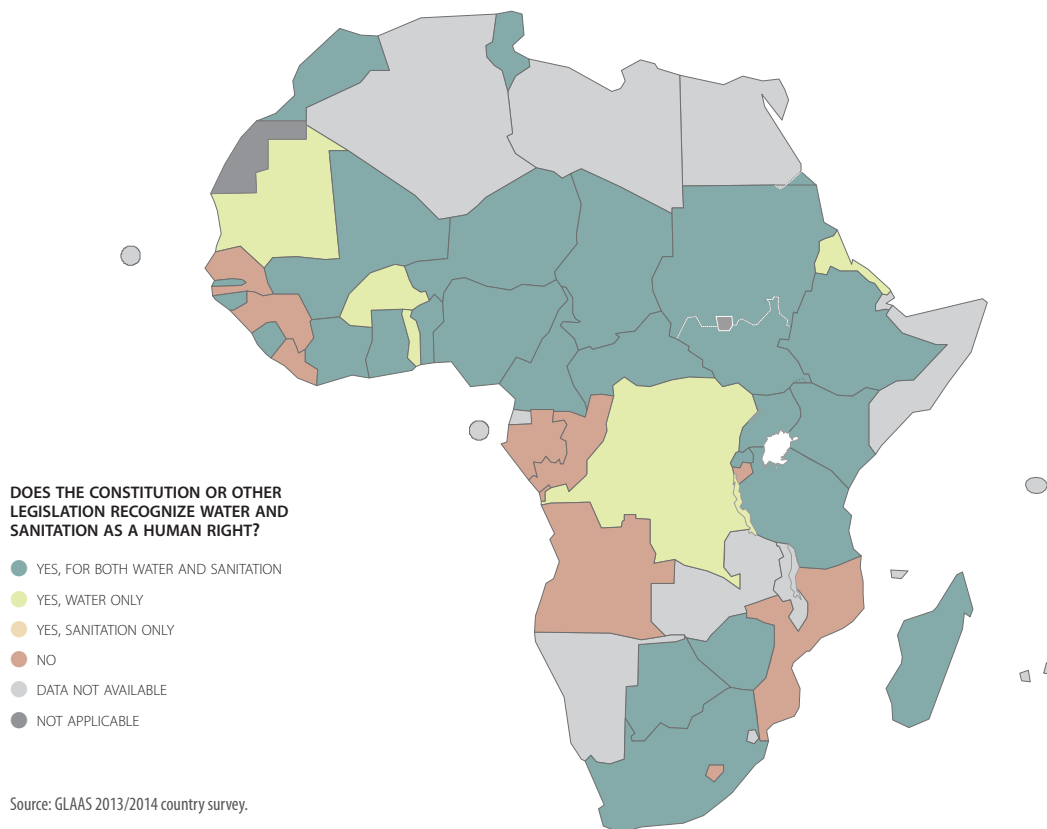 DOES THE CONSTITUTION OR OTHER
LEGISLATION RECOGNIZE WATER AND
SANITATION AS A HUMAN RIGHT?
YES, FOR BOTH WATER AND SANITATION
YES, WATER ONLY
YES, SANITATION ONLY
NO
DATA NOT AVAILABLE
NOT APPLICABLE
Source: GLAAS 2013/2014 country survey.